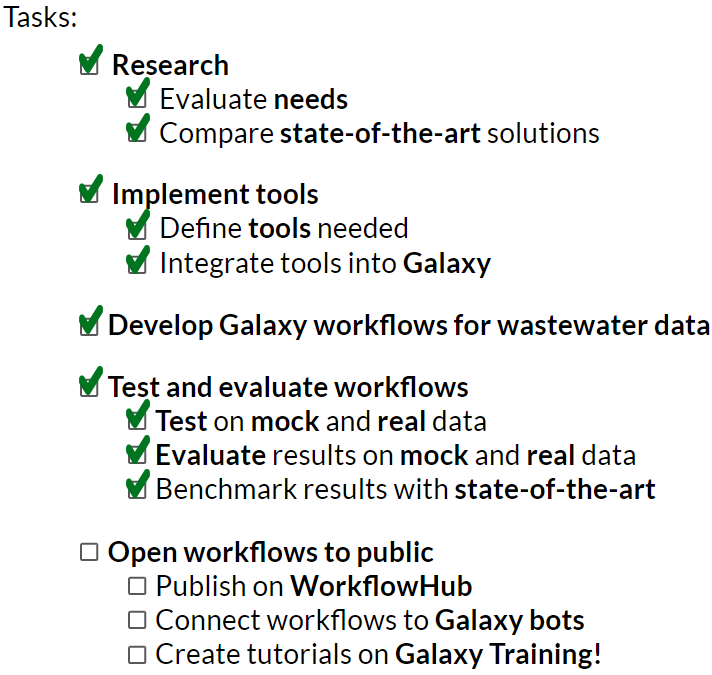 Tasks:
Research
Evaluate needs
Compare state-of-the-art solutions
Implement tools
Define tools needed
Integrate tools into Galaxy
Develop Galaxy workflows for wastewater data
Test and evaluate workflows
Test on mock and real data
Evaluate results on mock and real data
Benchmark results with state-of-the-art
Open workflows to public
Publish on WorkflowHub
Connect workflows to Galaxy bots
Create tutorials on Galaxy Training!